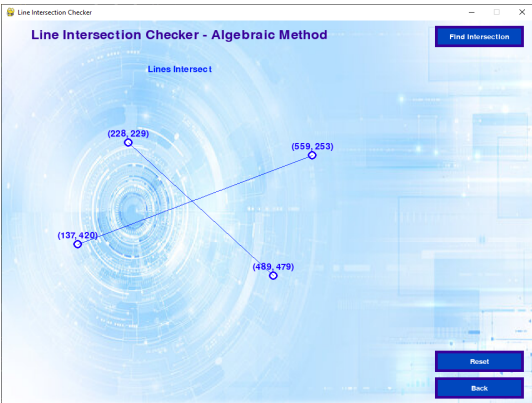 Line Intersection Checker
Line Intersection Checker - Algebraic Method
Find Intersection
Lines Intersect
(228, 229)
(559, 253)
(137, 420)
(489, 479)
Reset
Back